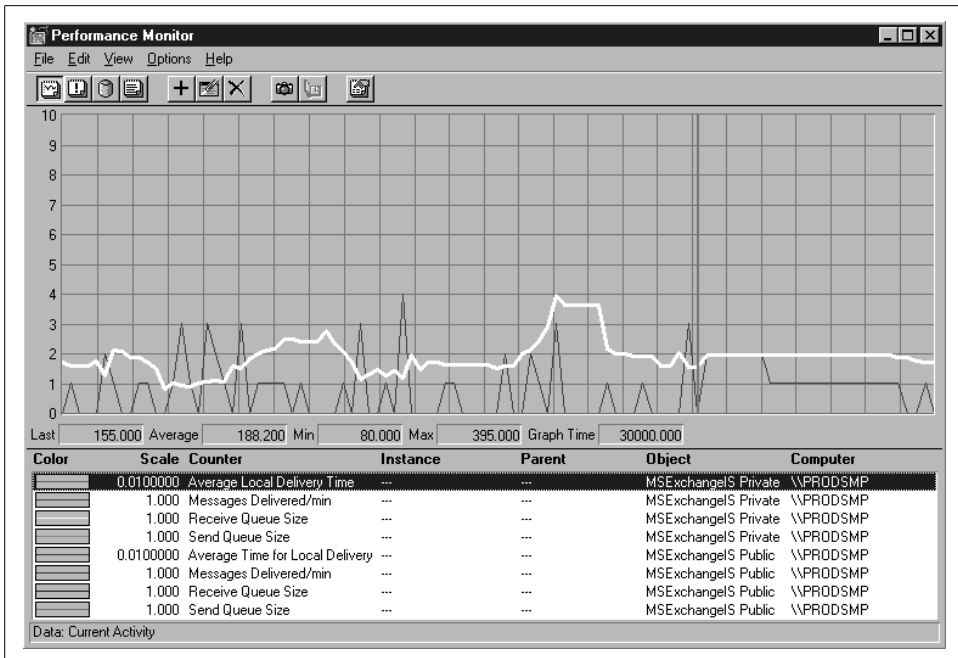 Performance Monitor
File Edit View Options Help
10
9
8
7
6
5
4
3
2
1
0
Last 155.000 Average 188.200 Min 80.000 Max 395.000 Graph Time 30000.000
Color Scale Counter Instance Parent Object Computer
0.0100000 Average Local Delivery Time --- --- MSExchangeIS Private \\PRODSMP
1.000 Messages Delivered/min --- --- MSExchangeIS Private \\PRODSMP
1.000 Receive Queue Size --- --- MSExchangeIS Private \\PRODSMP
1.000 Send Queue Size --- --- MSExchangeIS Private \\PRODSMP
0.0100000 Average Time for Local Delivery --- --- MSExchangeIS Public \\PRODSMP
1.000 Messages Delivered/min --- --- MSExchangeIS Public \\PRODSMP
1.000 Receive Queue Size --- --- MSExchangeIS Public \\PRODSMP
1.000 Send Queue Size --- --- MSExchangeIS Public \\PRODSMP
Data: Current Activity